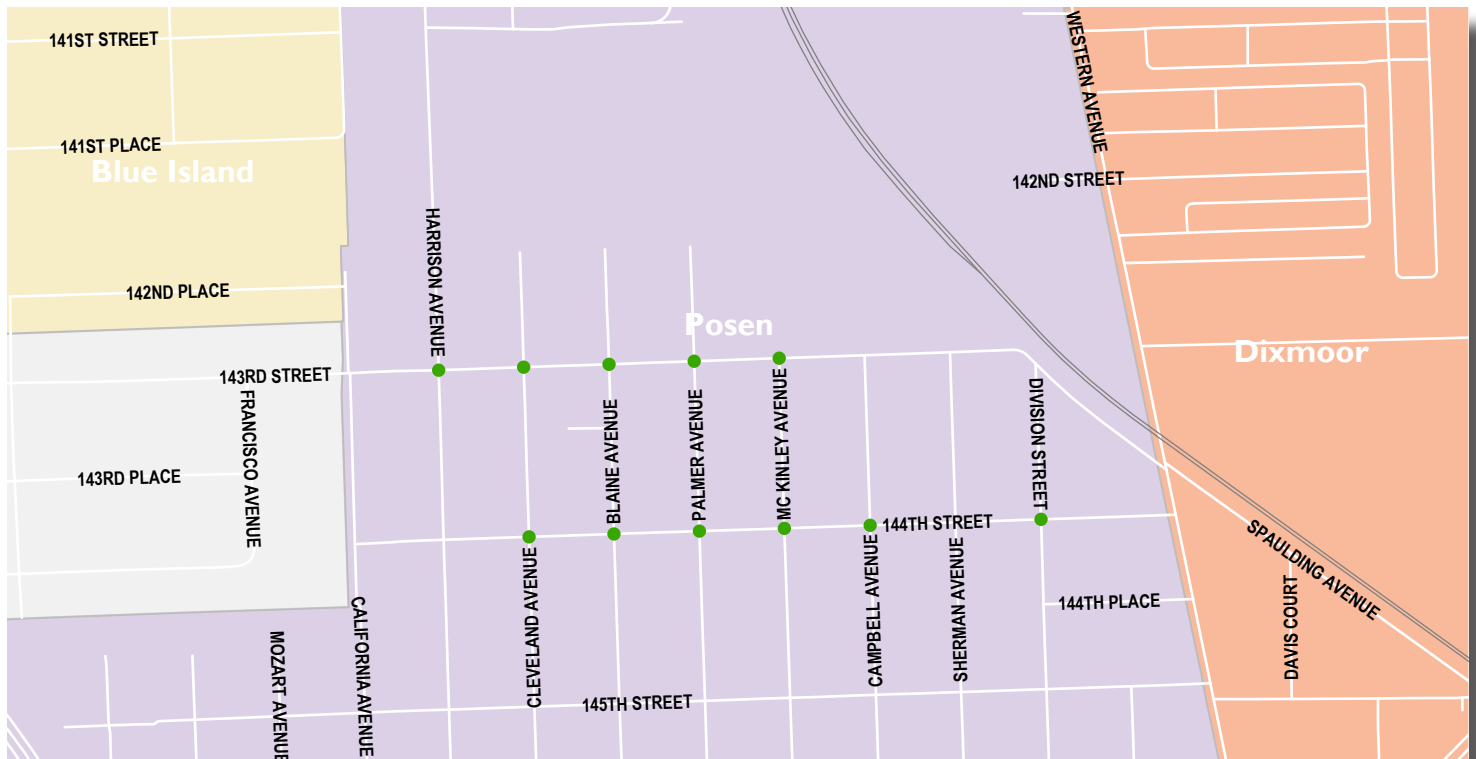 141ST STREET
WESTERN AVENUE
141ST PLACE
Blue Island
142ND STREET
HARRISON AVENUE
142ND PLACE
Posen
Dixmoor
143RD STREET
FRANCISCO AVENUE
BLAINE AVENUE
PALMER AVENUE
MC KINLEY AVENUE
DIVISION STREET
143RD PLACE
144TH STREET
SPAULDING AVENUE
CLEVELAND AVENUE
CAMPBELL AVENUE
SHERMAN AVENUE
144TH PLACE
DAVIS COURT
CALIFORNIA AVENUE
MOZART AVENUE
145TH STREET